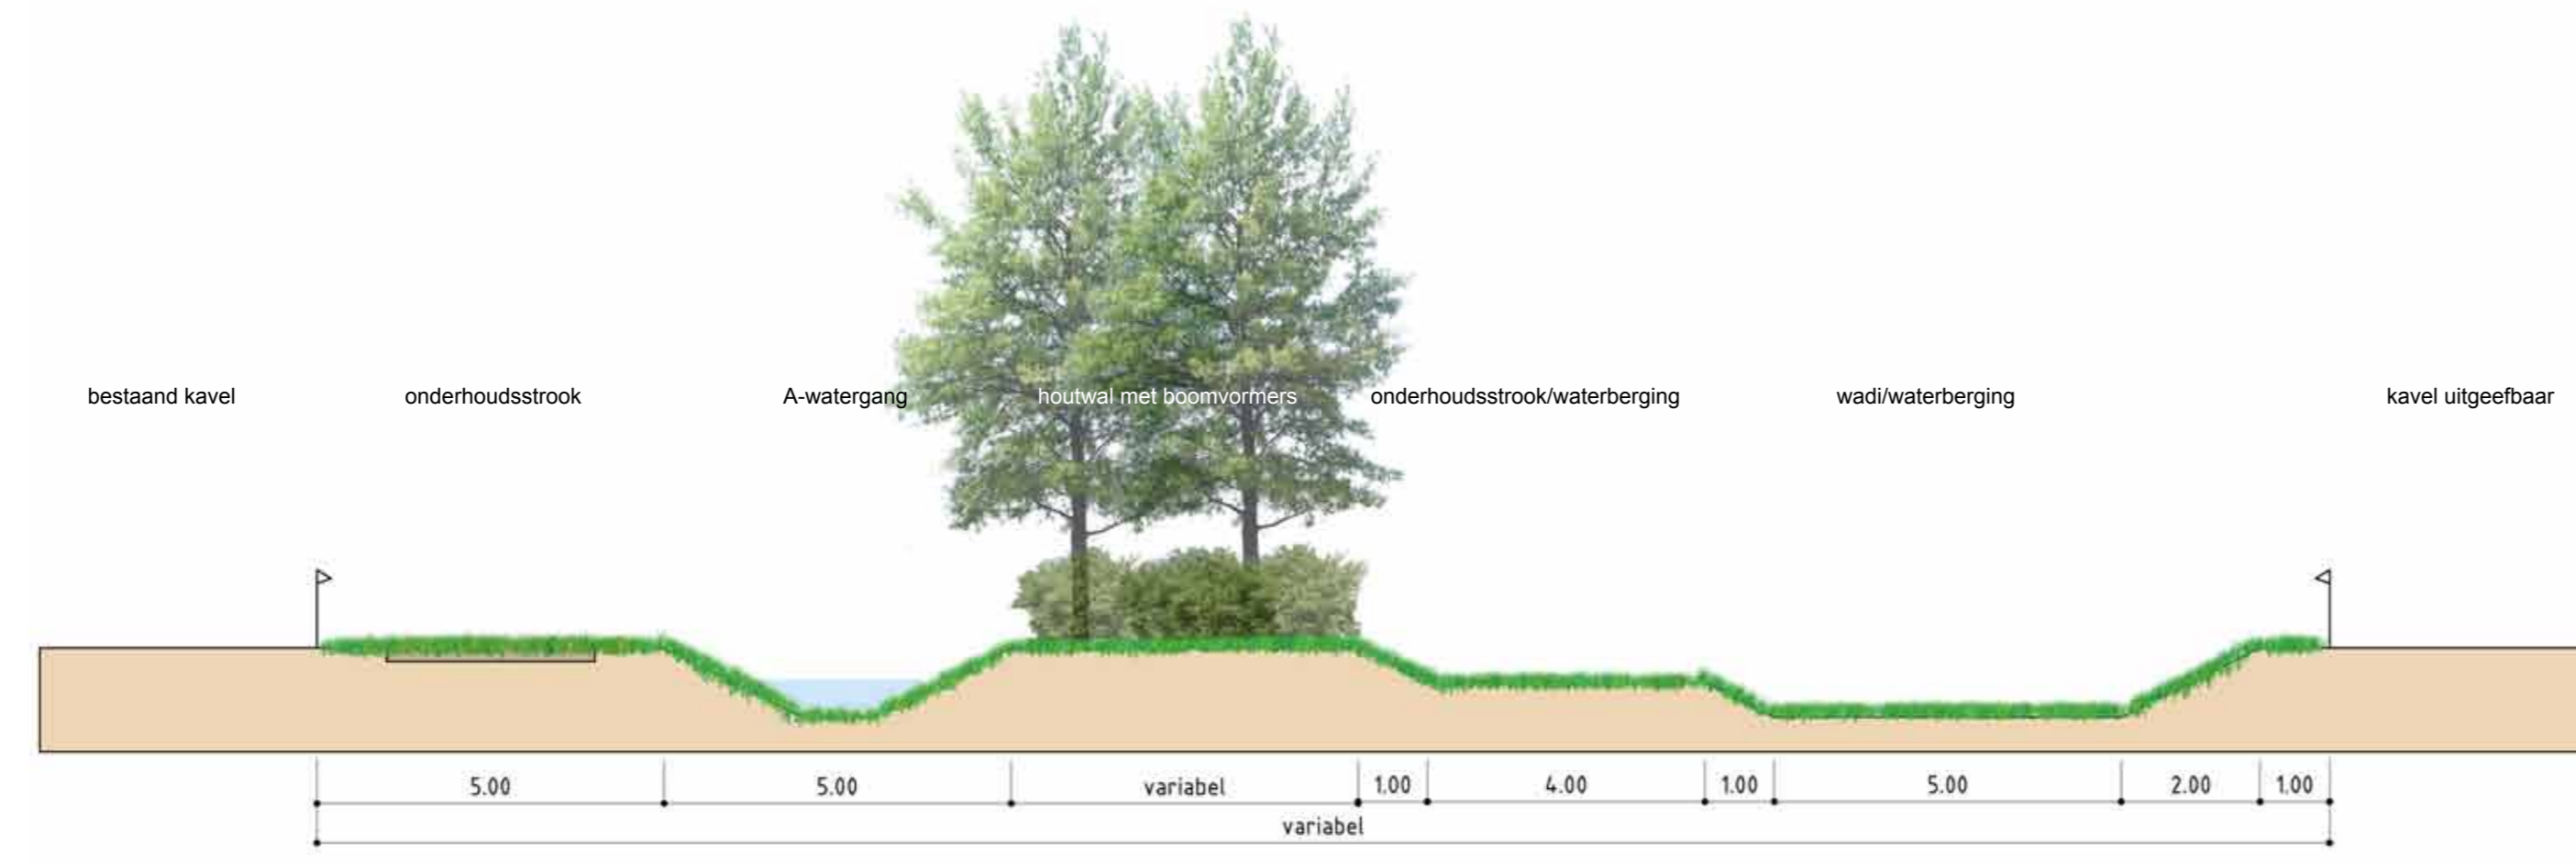 bestaand kavel
onderhoudsstrook
A-watergang
houtwal met boomvormers
onderhoudsstrook/waterberging
wadi/waterberging
kavel uitgeefbaar
5.00
5.00
variabel
1.00
4.00
1.00
5.00
2.00
1.00
variabel